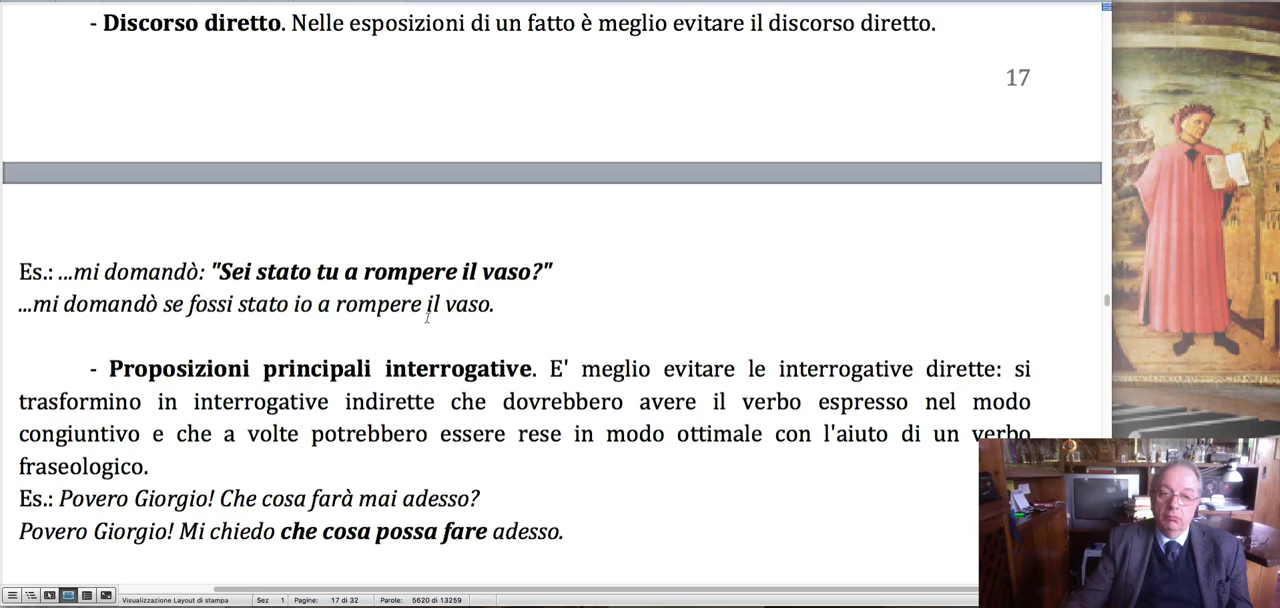 - Discorso diretto. Nelle esposizioni di un fatto è meglio evitare il discorso diretto.
17
Es.: ...mi domandò: "Sei stato tu a rompere il vaso?"
...mi domandò se fossi stato io a rompere il vaso.
- Proposizioni principali interrogative. E' meglio evitare le interrogative dirette: si
trasformino in interrogative indirette che dovrebbero avere il verbo espresso nel modo
congiuntivo e che a volte potrebbero essere rese in modo ottimale con l'aiuto di un verbo
fraseologico.
Es.: Povero Giorgio! Che cosa farà mai adesso?
Povero Giorgio! Mi chiedo che cosa possa fare adesso.
Visualizzazione Layout di stampa Sez 1 Pagine: 17 di 32 Parole: 5620 di 13259